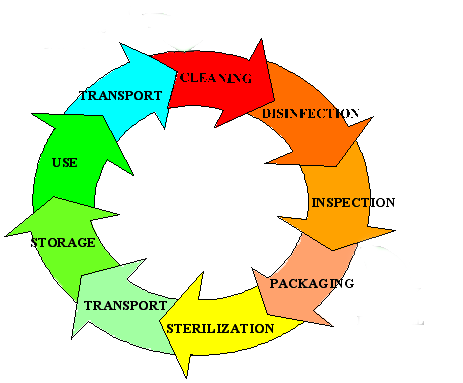 CLEANING
DISINFECTION
INSPECTION
PACKAGING
STERILIZATION
TRANSPORT
STORAGE
USE
TRANSPORT